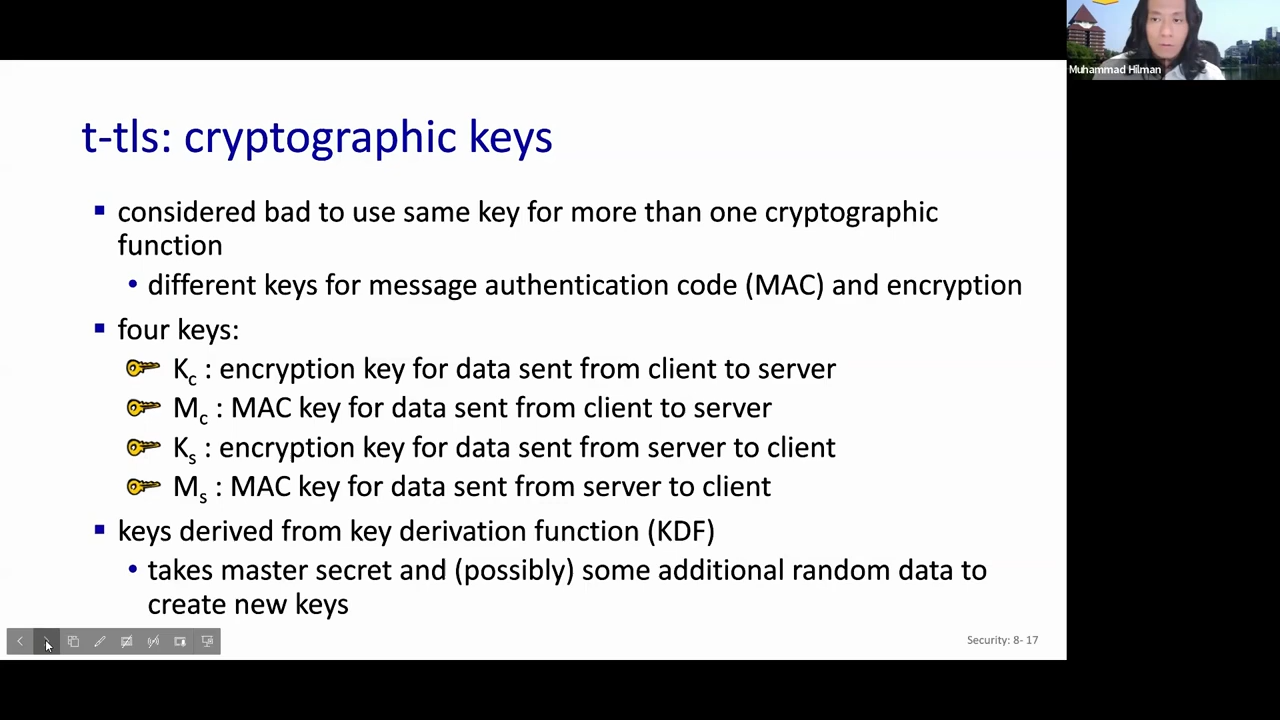 Muhammad Hilman
t-tls: cryptographic keys
▪ considered bad to use same key for more than one cryptographic
function
• different keys for message authentication code (MAC) and encryption
▪ four keys:
Kc : encryption key for data sent from client to server
Mc : MAC key for data sent from client to server
Ks : encryption key for data sent from server to client
Ms : MAC key for data sent from server to client
▪ keys derived from key derivation function (KDF)
• takes master secret and (possibly) some additional random data to
create new keys
Security: 8- 17